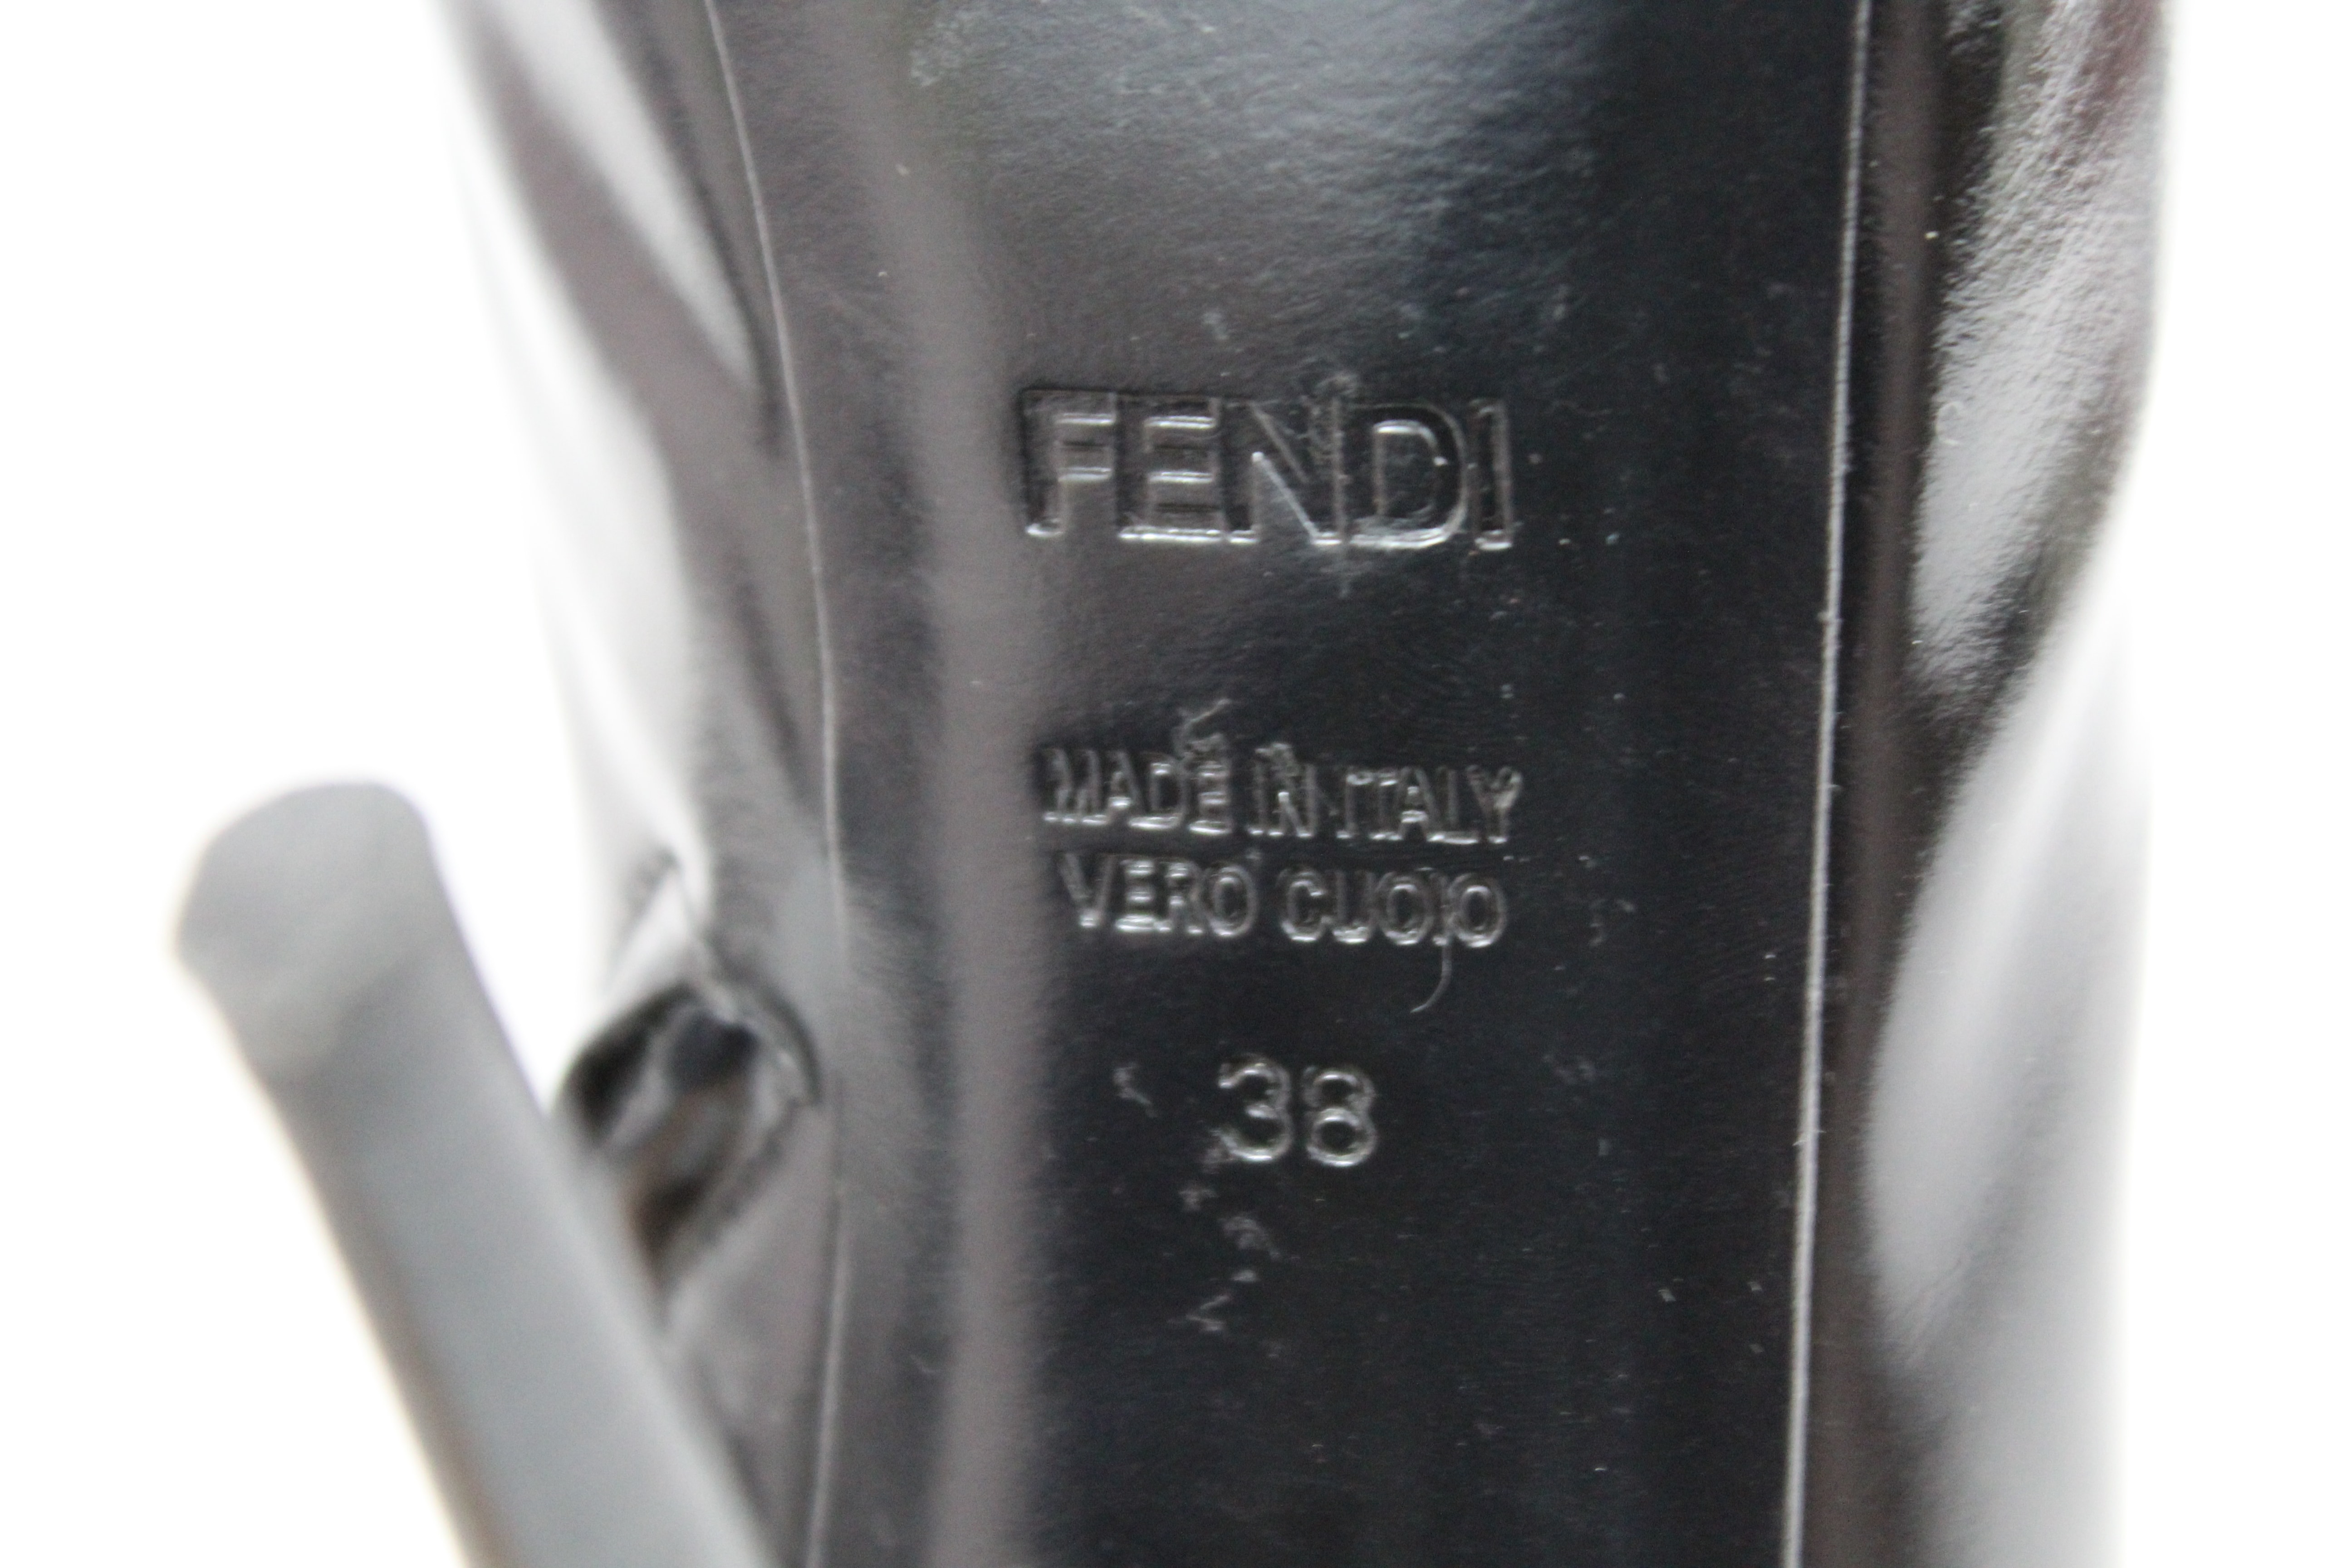 FENDI
MADE IN ITALY
VERO CUOIO
38